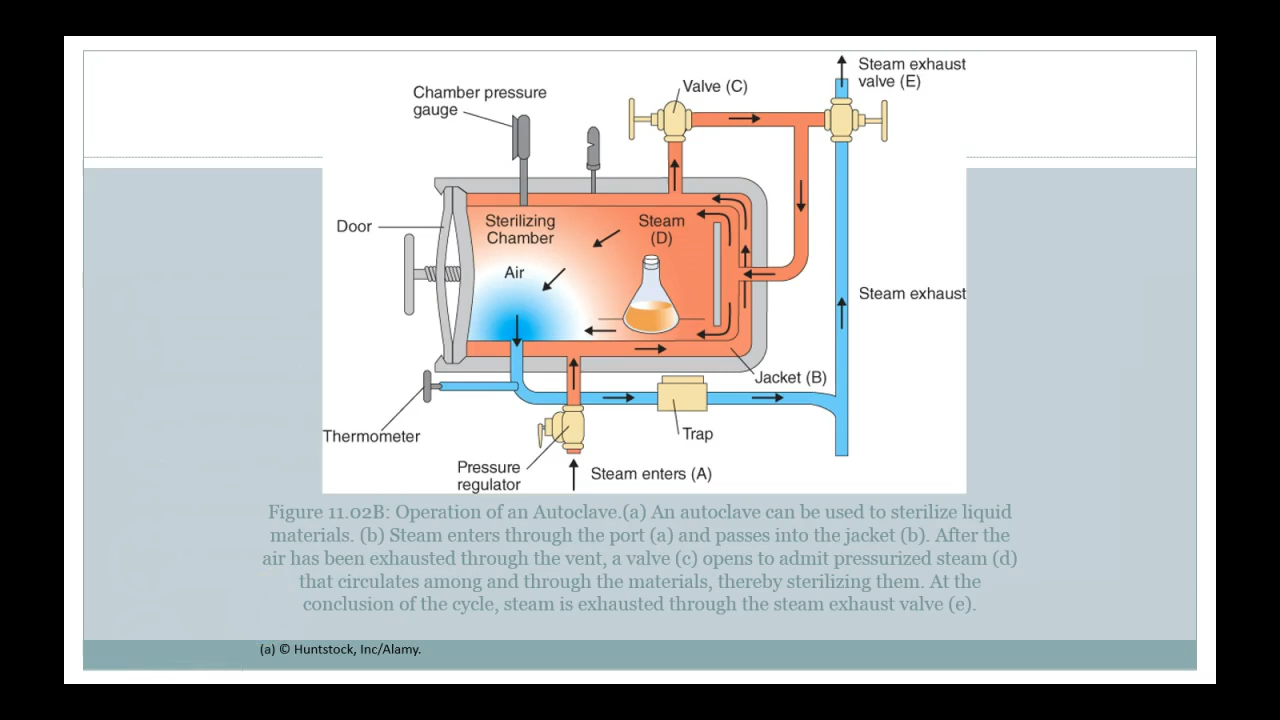 Steam exhaust
valve (E)
Valve (C)
Chamber pressure
gauge
Door
Sterilizing
Chamber
Steam
(D)
Air
Steam exhaust
Jacket (B)
Thermometer
Trap
Pressure
regulator
Steam enters (A)
Figure 11.02B: Operation of an Autoclave.(a) An autoclave can be used to sterilize liquid
materials. (b) Steam enters through the port (a) and passes into the jacket (b). After the
air has been exhausted through the vent, a valve (c) opens to admit pressurized steam (d)
that circulates among and through the materials, thereby sterilizing them. At the
conclusion of the cycle, steam is exhausted through the steam exhaust valve (e).
(a) © Huntstock, Inc/Alamy.